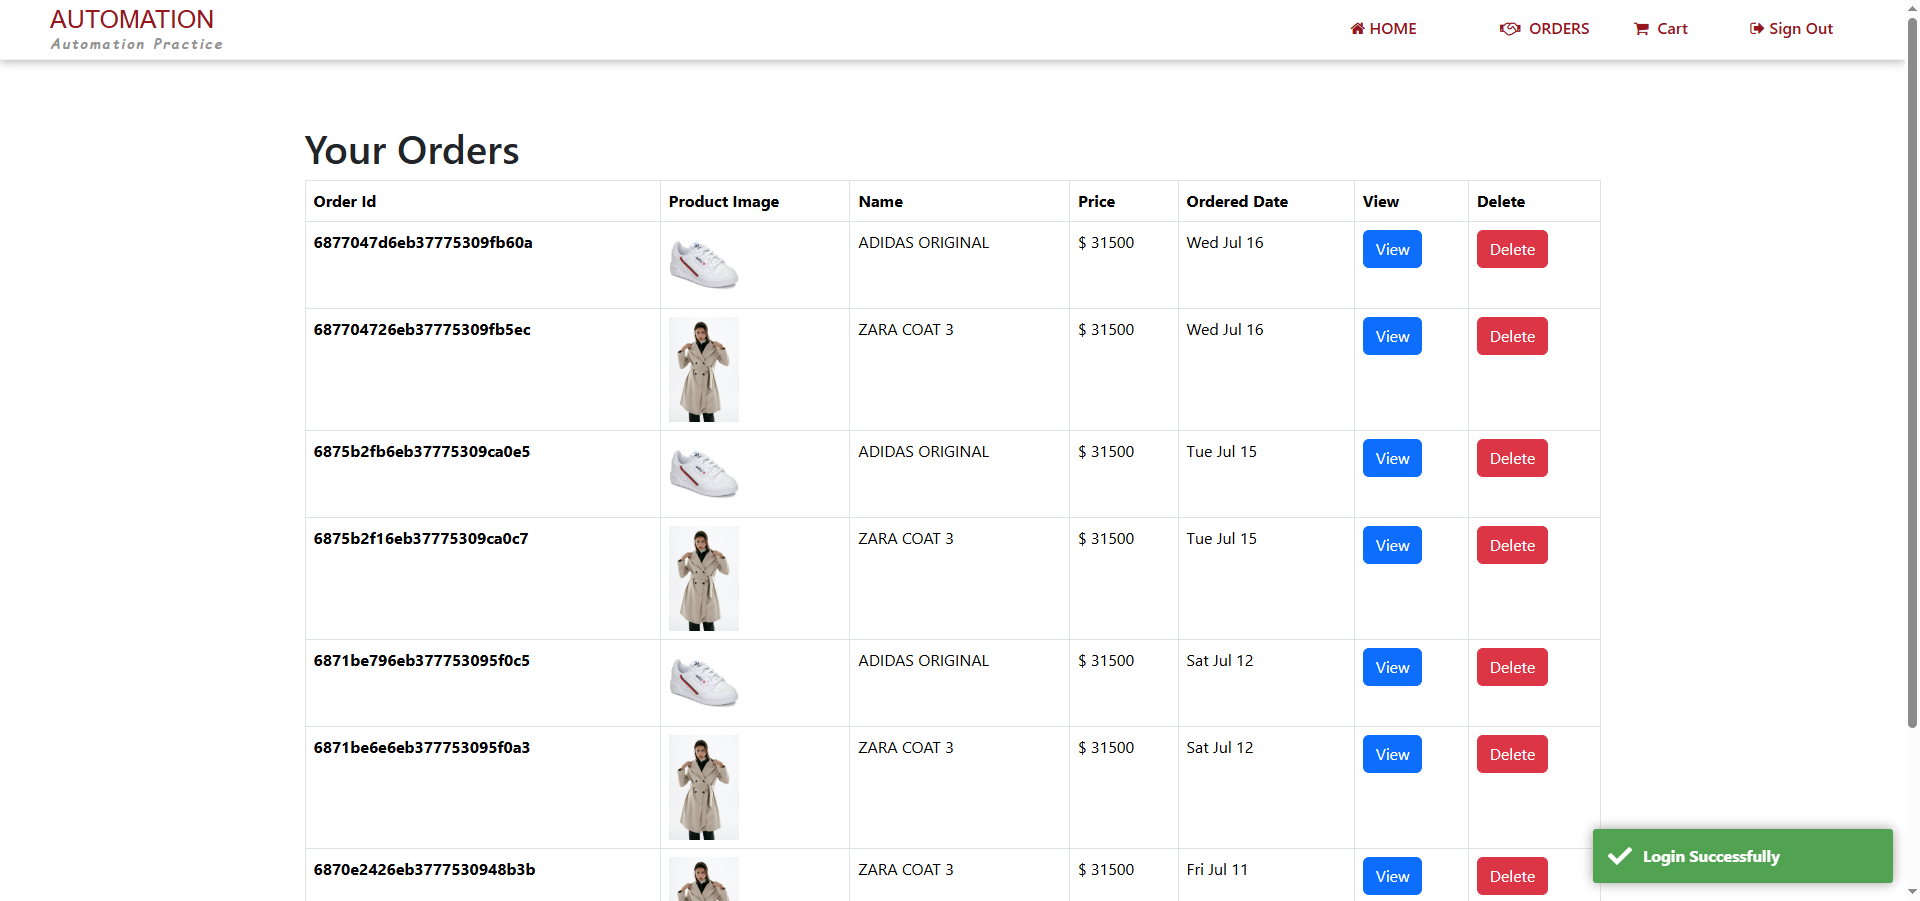 AUTOMATION
Automation Practice
HOME ORDERS Cart Sign Out
Your Orders
Order Id Product Image Name Price Ordered Date View Delete
6877047d6eb37775309fb60a ADIDAS ORIGINAL $ 31500 Wed Jul 16 View Delete
687704726eb37775309fb5ec ZARA COAT 3 $ 31500 Wed Jul 16 View Delete
6875b2fb6eb37775309ca0e5 ADIDAS ORIGINAL $ 31500 Tue Jul 15 View Delete
6875b2f16eb37775309ca0c7 ZARA COAT 3 $ 31500 Tue Jul 15 View Delete
6871be796eb377753095f0c5 ADIDAS ORIGINAL $ 31500 Sat Jul 12 View Delete
6871be6e6eb377753095f0a3 ZARA COAT 3 $ 31500 Sat Jul 12 View Delete
6870e2426eb3777530948b3b ZARA COAT 3 $ 31500 Fri Jul 11 View Delete
Login Successfully